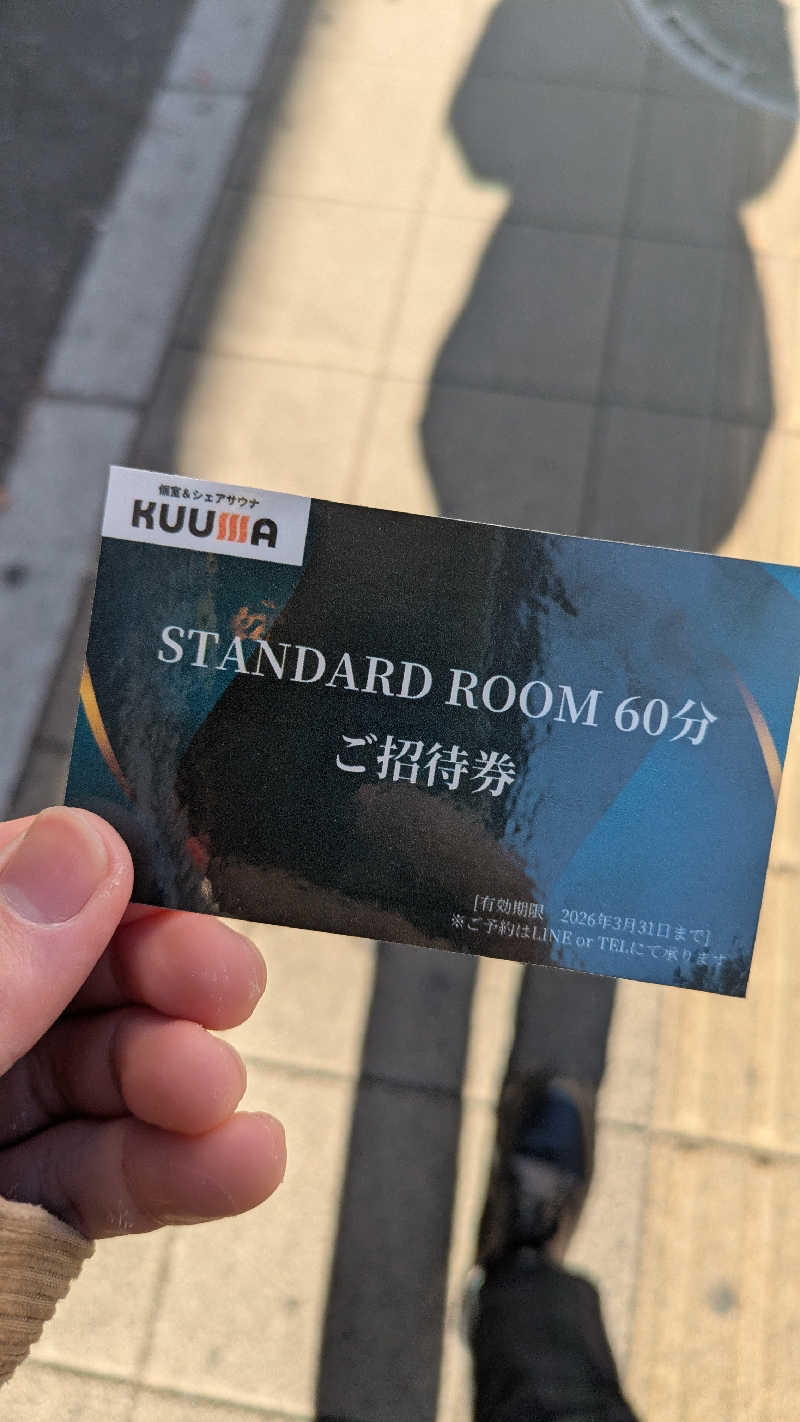 個室&シェアサウナ
KUUMA
STANDARD ROOM 60分
ご招待券
[有効期限　2026年3月31日まで]
※ご予約はLINE or TELにて承ります